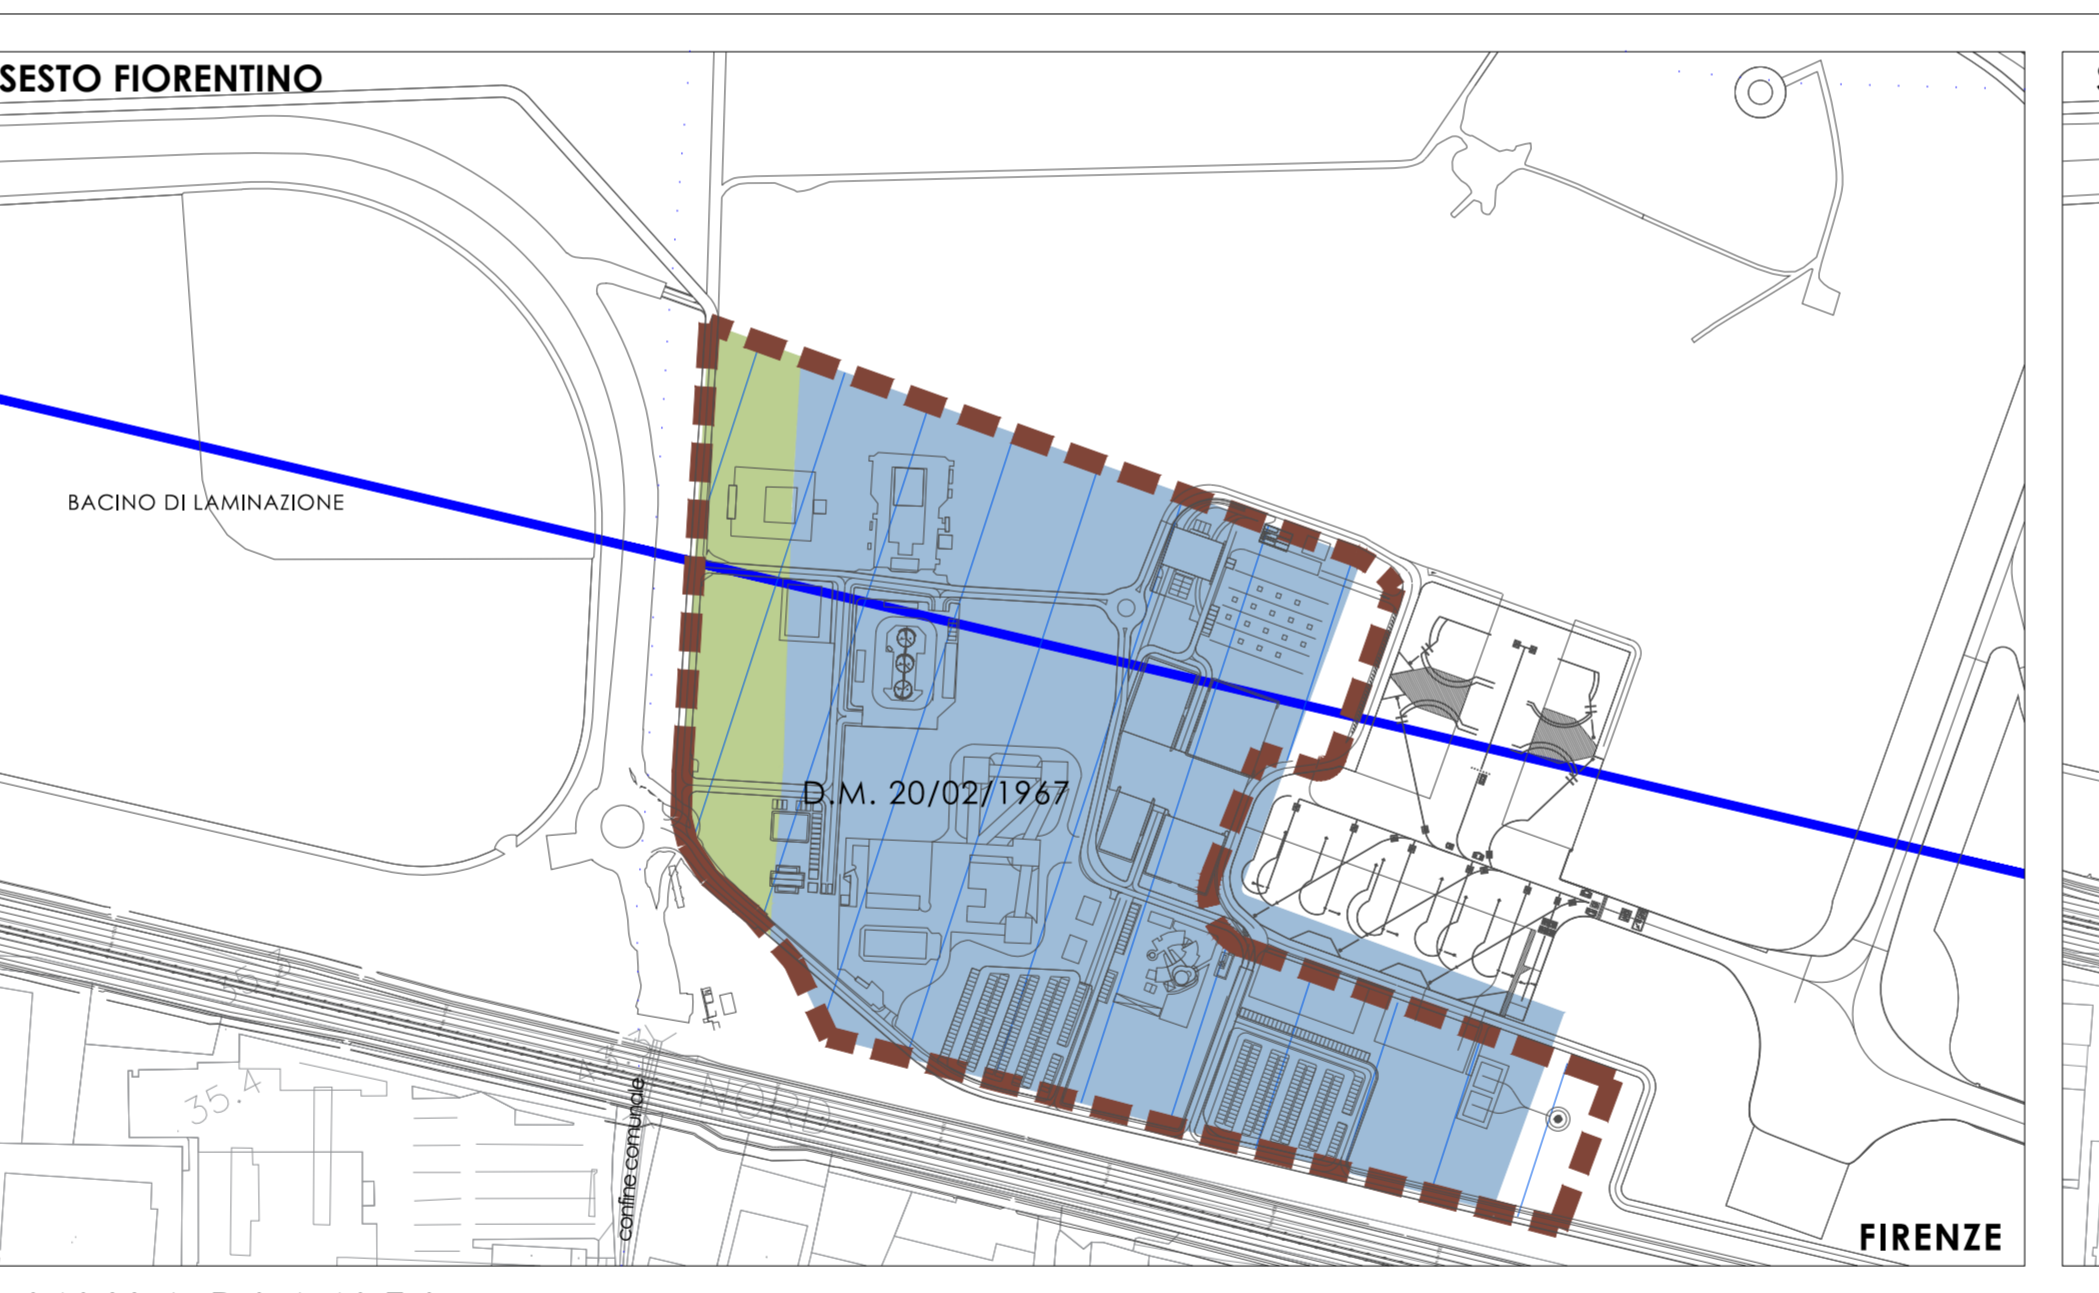 SESTO FIORENTINO
BACINO DI LAMINAZIONE
D.M. 20/02/1967
35.4
NORD
confine comunale
FIRENZE